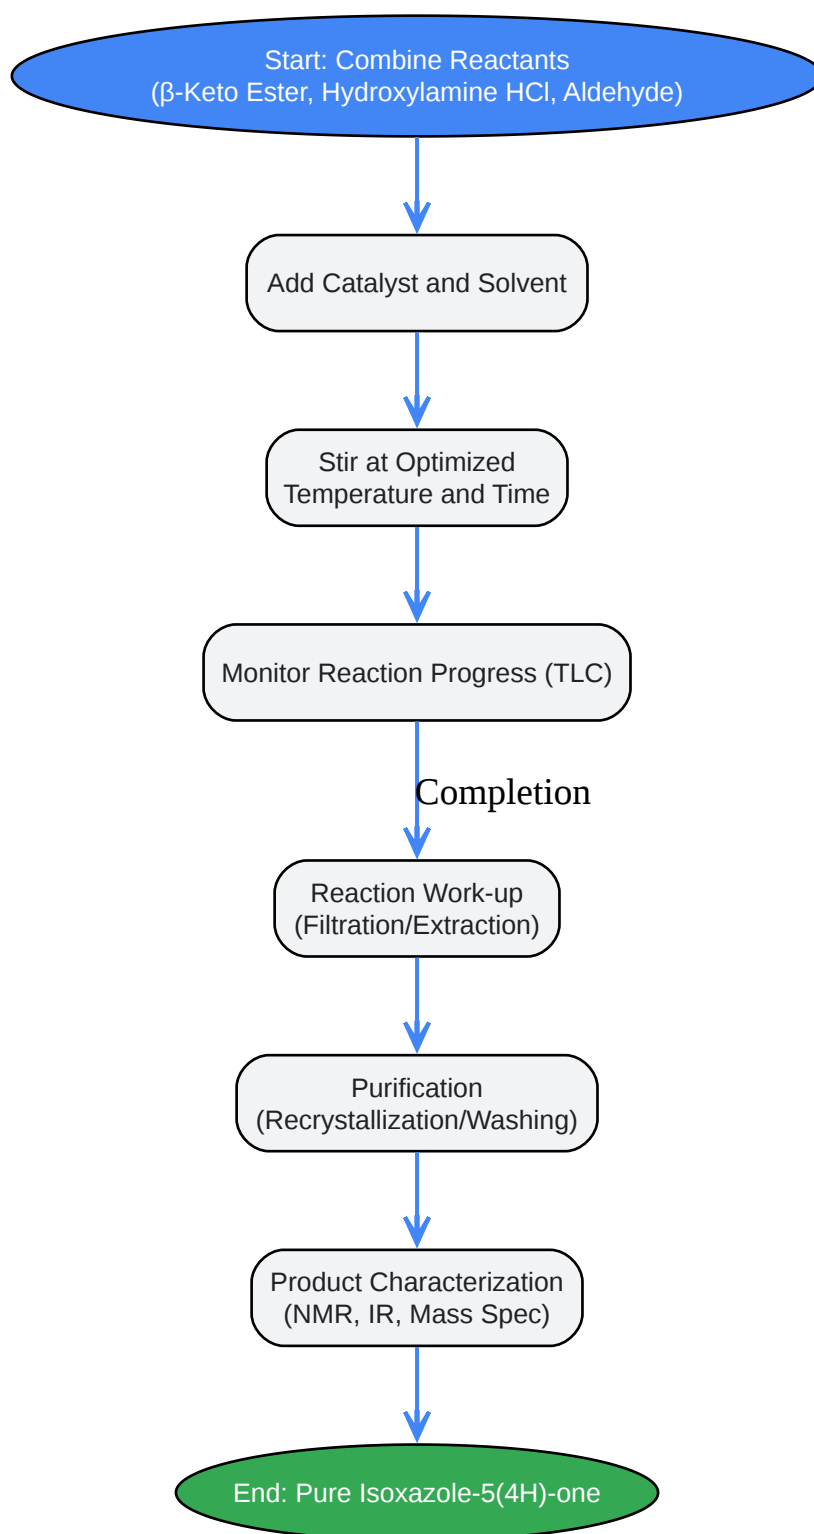 Start: Combine Reactants
(β-Keto Ester, Hydroxylamine HCl, Aldehyde)
Add Catalyst and Solvent
Stir at Optimized
Temperature and Time
Monitor Reaction Progress (TLC)
Completion
Reaction Work-up
(Filtration/Extraction)
Purification
(Recrystallization/Washing)
Product Characterization
(NMR, IR, Mass Spec)
End: Pure Isoxazole-5(4H)-one